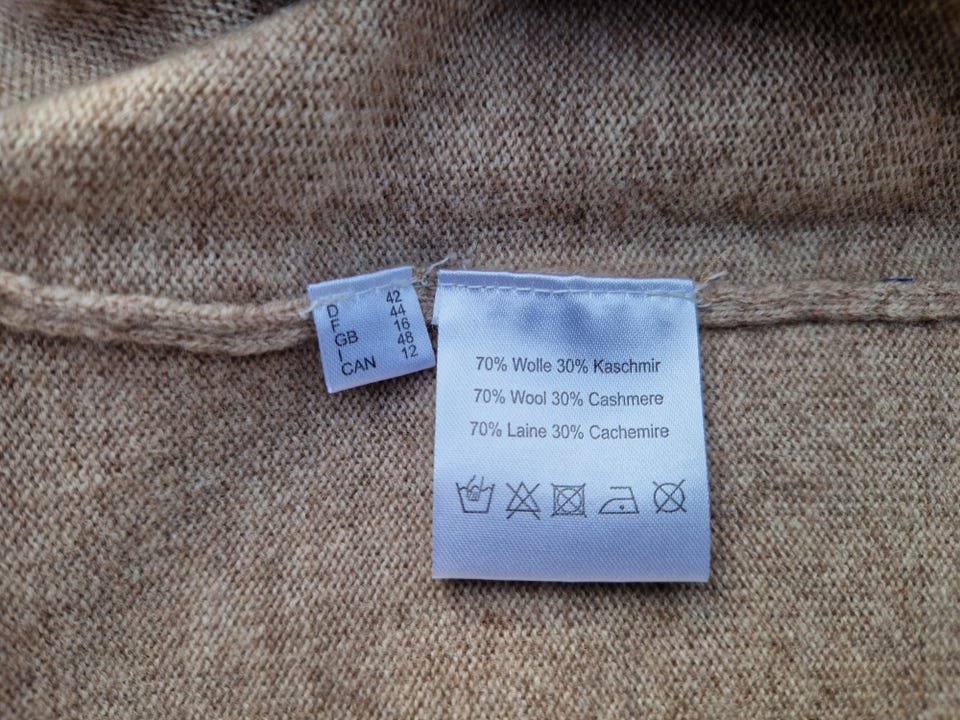 D 42
F 44
GB 16
I 48
CAN 12
70% Wolle 30% Kaschmir
70% Wool 30% Cashmere
70% Laine 30% Cachemire